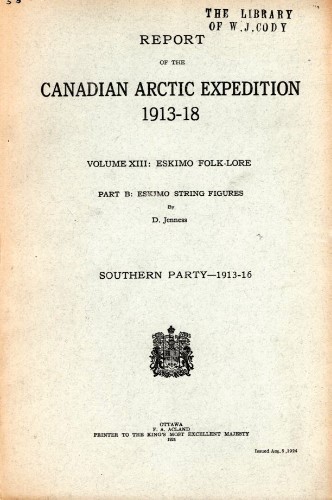 THE LIBRARY
OF W.J.CODY
REPORT
OF THE
CANADIAN ARCTIC EXPEDITION
1913-18
VOLUME XIII: ESKIMO FOLK-LORE
PART B: ESKIMO STRING FIGURES
By
D. Jenness
SOUTHERN PARTY—1913-16
OTTAWA
F. A. ACLAND
PRINTER TO THE KING'S MOST EXCELLENT MAJESTY
1924
Issued Aug. 8, 1924